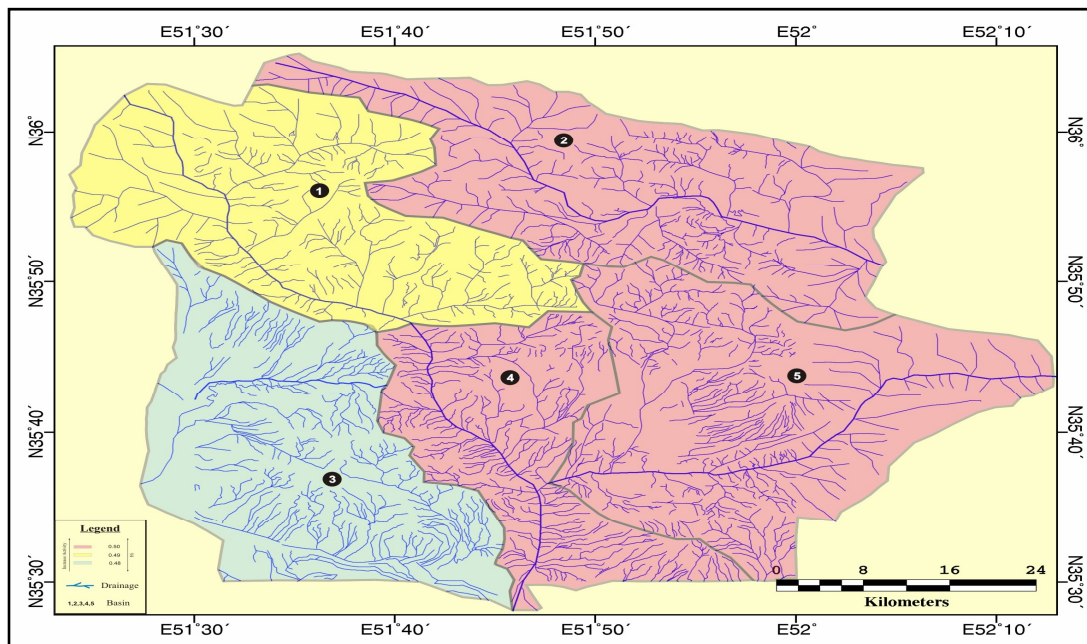 E51°30´ E51°40´ E51°50´ E52° E52°10´
N36° N36°
2
1
N35°50´ N35°50´
4 5
N35°40´ N35°40´
3
Legend
0.50
0.49
0.48
Drainage
1,2,3,4,5 Basin
N35°30´ N35°30´
0 8 16 24
Kilometers
E51°30´ E51°40´ E51°50´ E52° E52°10´